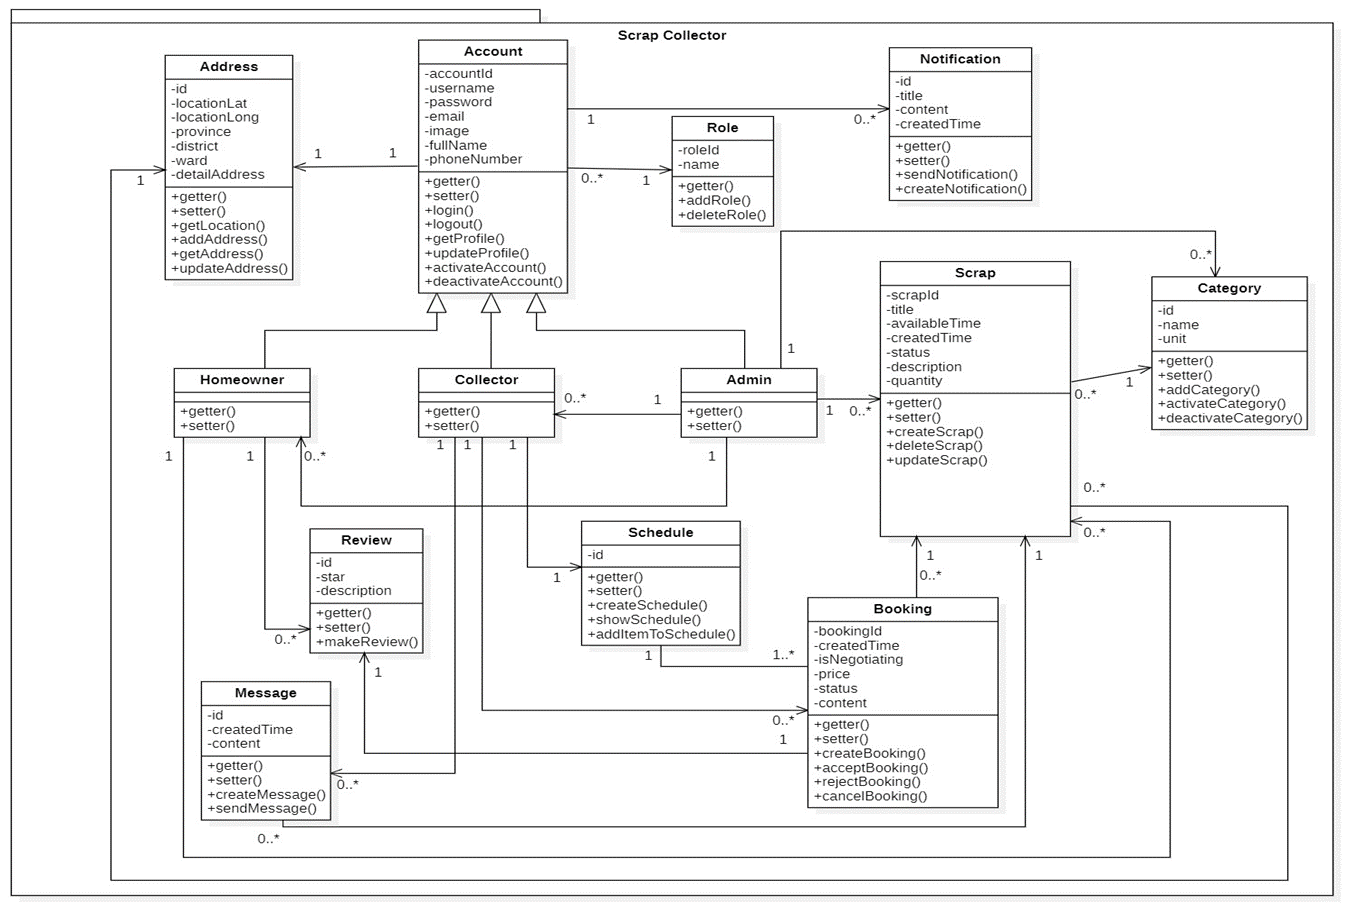 Scrap Collector
Address
-id
-locationLat
-locationLong
-province
-district
-ward
-detailAddress
+getter()
+setter()
+getLocation()
+addAddress()
+getAddress()
+updateAddress()
Account
-accountId
-username
-password
-email
-image
-fullName
-phoneNumber
+getter()
+setter()
+login()
+logout()
+getProfile()
+updateProfile()
+activateAccount()
+deactivateAccount()
Notification
-id
-title
-content
-createdTime
+getter()
+setter()
+sendNotification()
+createNotification()
Role
-roleId
-name
+getter()
+addRole()
+deleteRole()
1
0..*
1
1
0..*
1
1
Scrap
-scrapId
-title
-availableTime
-createdTime
-status
-description
-quantity
+getter()
+setter()
+createScrap()
+deleteScrap()
+updateScrap()
0..*
Category
-id
-name
-unit
+getter()
+setter()
+addCategory()
+activateCategory()
+deactivateCategory()
1
0..*
1
Homeowner
+getter()
+setter()
Collector
+getter()
+setter()
Admin
+getter()
+setter()
0..*
1
1
0..*
1
1
0..*
1
1
1
1
0..*
0..*
Review
-id
-star
-description
+getter()
+setter()
+makeReview()
0..*
1
Schedule
-id
+getter()
+setter()
+createSchedule()
+showSchedule()
+addItemToSchedule()
1
1
1..*
1
0..*
1
Booking
-bookingId
-createdTime
-isNegotiating
-price
-status
-content
+getter()
+setter()
+createBooking()
+acceptBooking()
+rejectBooking()
+cancelBooking()
0..*
1
Message
-id
-createdTime
-content
+getter()
+setter()
+createMessage()
+sendMessage()
0..*
0..*